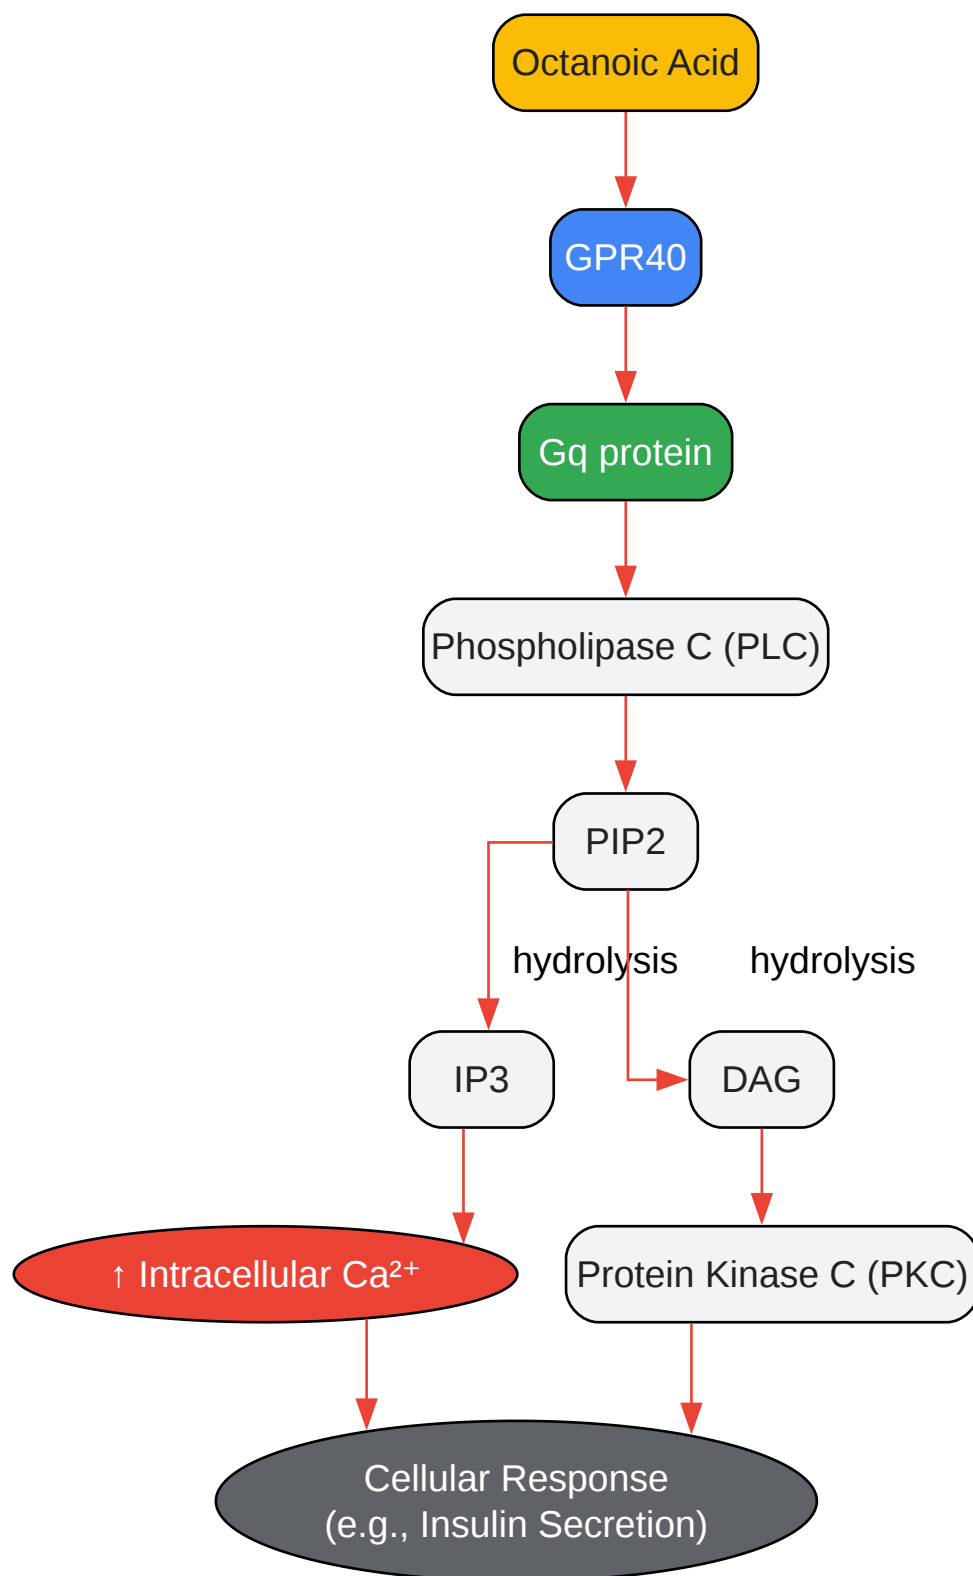 Octanoic Acid
GPR40
Gq protein
Phospholipase C (PLC)
PIP2
hydrolysis
hydrolysis
IP3
DAG
↑ Intracellular Ca²⁺
Protein Kinase C (PKC)
Cellular Response
(e.g., Insulin Secretion)